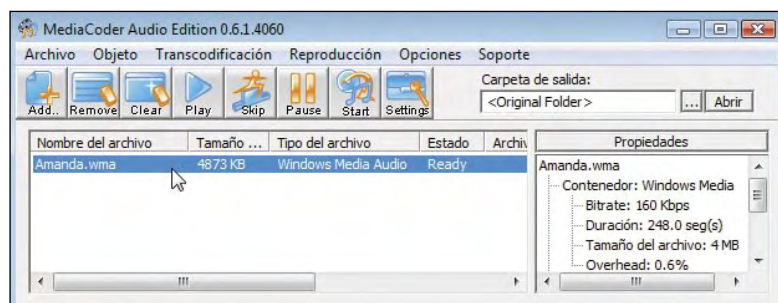 MediaCoder Audio Edition 0.6.1.4060
Archivo Objeto Transcodificación Reproducción Opciones Soporte
Add.. Remove Clear Play Skip Pause Start Settings
Carpeta de salida:
<Original Folder> ... Abrir
Nombre del archivo Tamaño ... Tipo del archivo Estado Archiv
Amanda.wma 4873 KB Windows Media Audio Ready
Propiedades
Amanda.wma
Contenedor: Windows Media
Bitrate: 160 Kbps
Duración: 248.0 seg(s)
Tamaño del archivo: 4 MB
Overhead: 0.6%